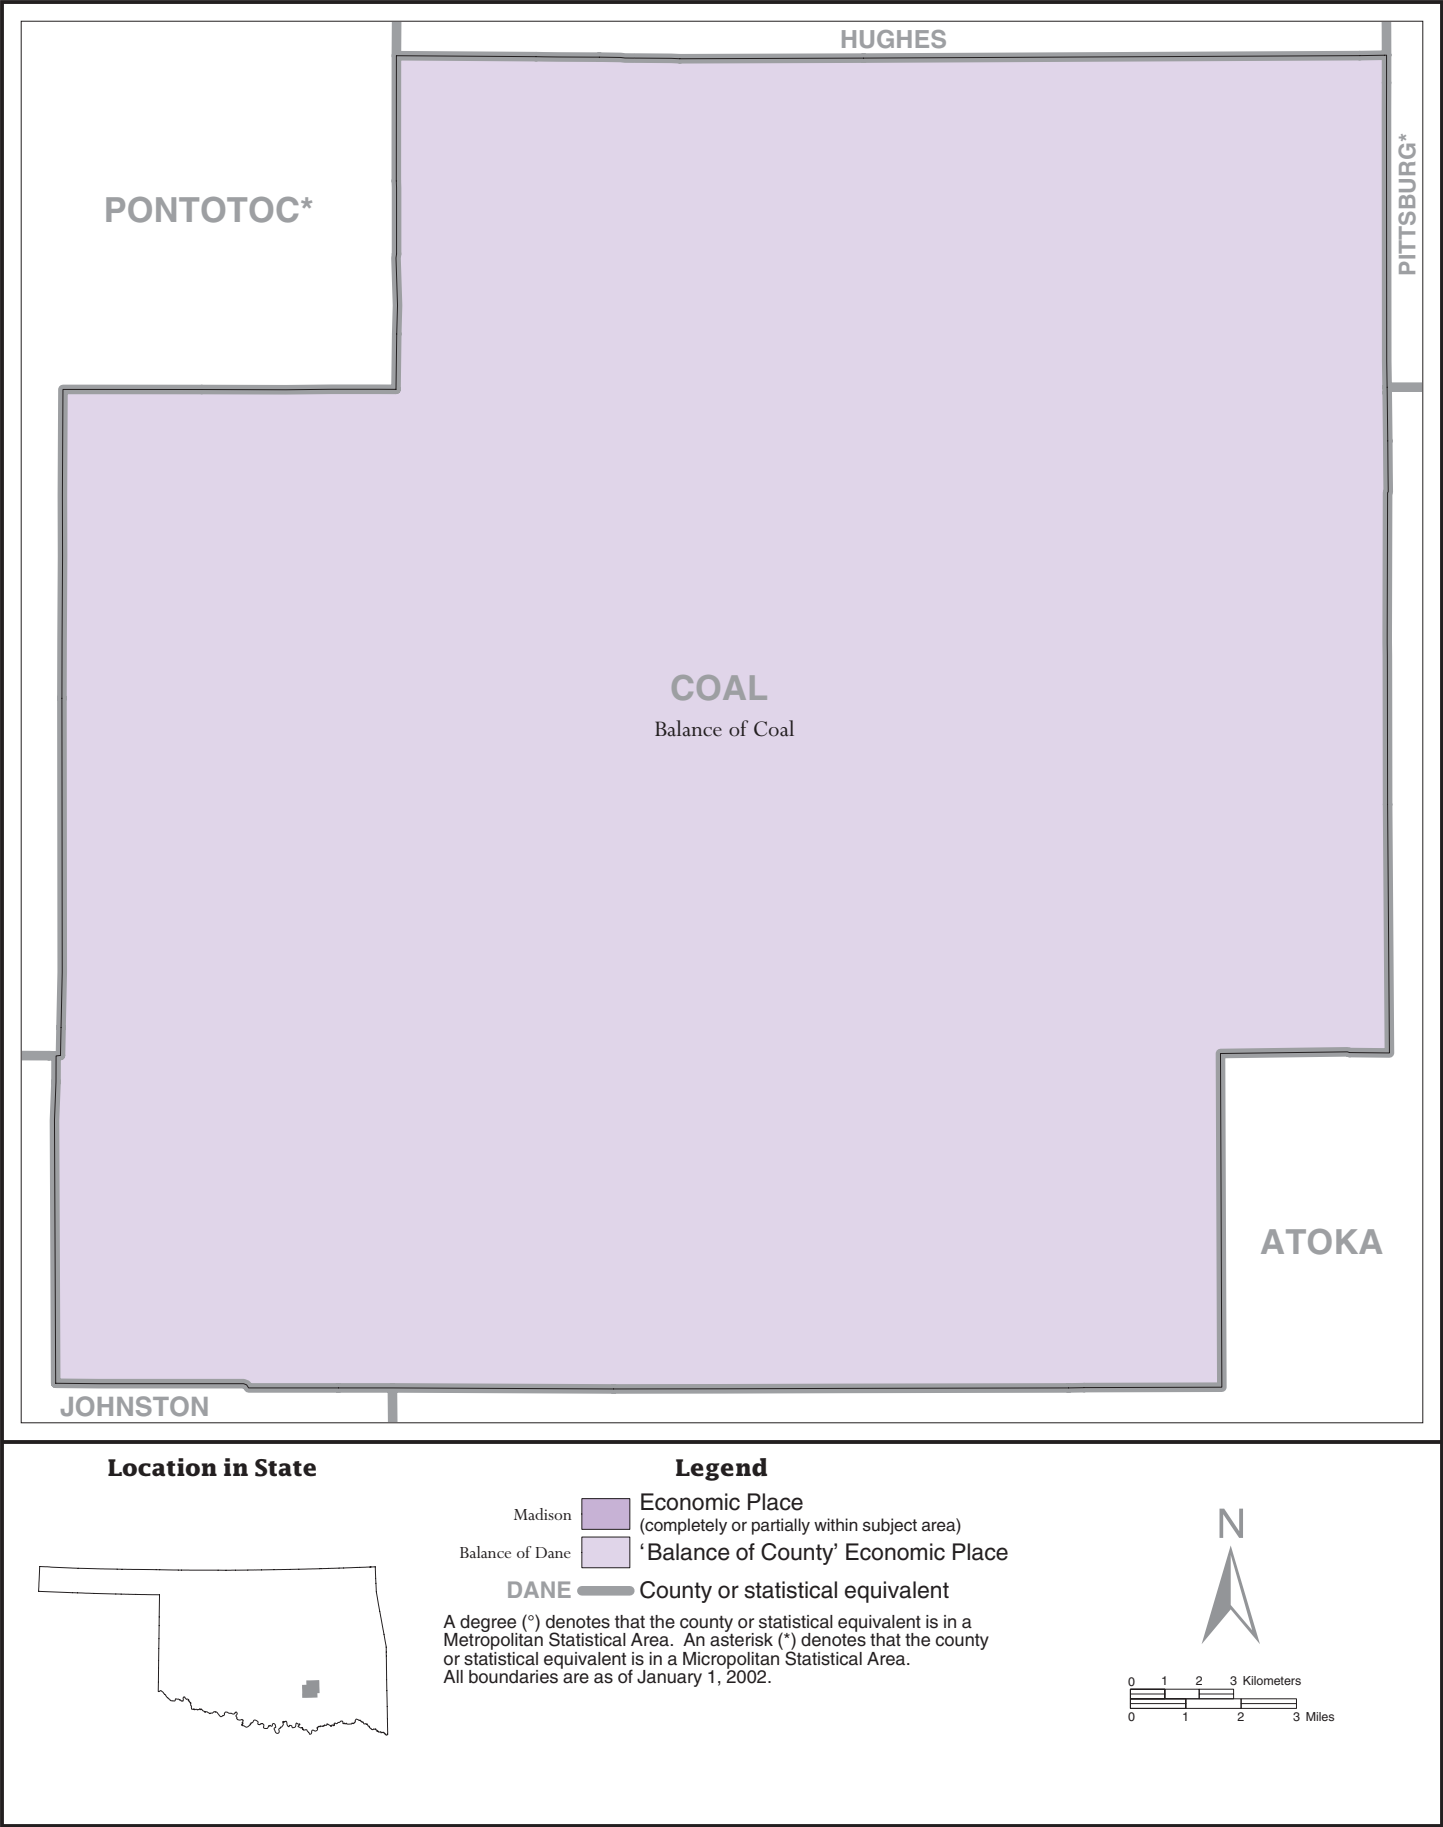 HUGHES
PITTSBURG*
PONTOTOC*
COAL
Balance of Coal
ATOKA
JOHNSTON
Location in State
Legend
Madison
Economic Place
(completely or partially within subject area)
Balance of Dane
‘Balance of County’ Economic Place
DANE
County or statistical equivalent
A degree (°) denotes that the county or statistical equivalent is in a
Metropolitan Statistical Area.  An asterisk (*) denotes that the county
or statistical equivalent is in a Micropolitan Statistical Area.
All boundaries are as of January 1, 2002.
N
0 1 2 3 Kilometers
0 1 2 3 Miles